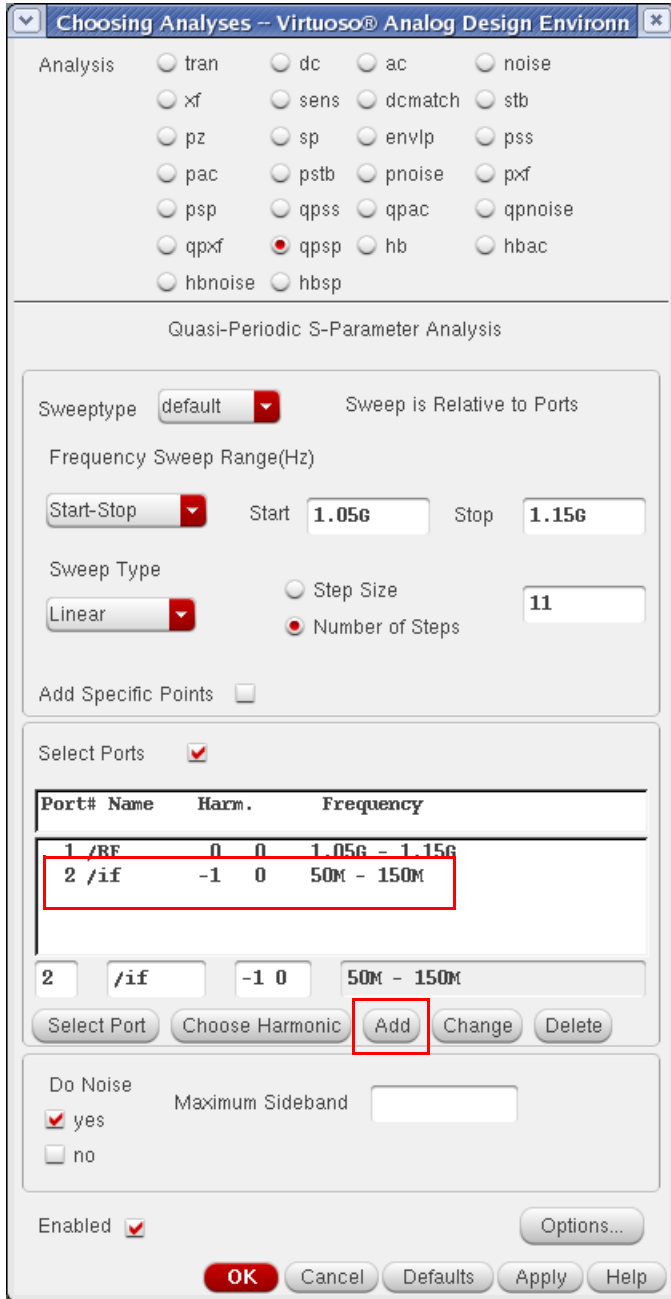 Choosing Analyses -- Virtuoso® Analog Design Environn
Analysis tran dc ac noise
xf sens dcmatch stb
pz sp envlp pss
pac pstb pnoise pxf
psp qpss qpac qpnoise
qpxf qpsp hb hbac
hbnoise hbsp
Quasi-Periodic S-Parameter Analysis
Sweeptype default Sweep is Relative to Ports
Frequency Sweep Range(Hz)
Start-Stop Start 1.05G Stop 1.15G
Sweep Type
Step Size
Linear 11
Number of Steps
Add Specific Points
Select Ports
Port# Name Harm. Frequency
1 /RF 0 0 1.05G - 1.15G
2 /if -1 0 50M - 150M
2 /if -1 0 50M - 150M
Select Port Choose Harmonic Add Change Delete
Do Noise
Maximum Sideband
yes
no
Enabled Options...
OK Cancel Defaults Apply Help